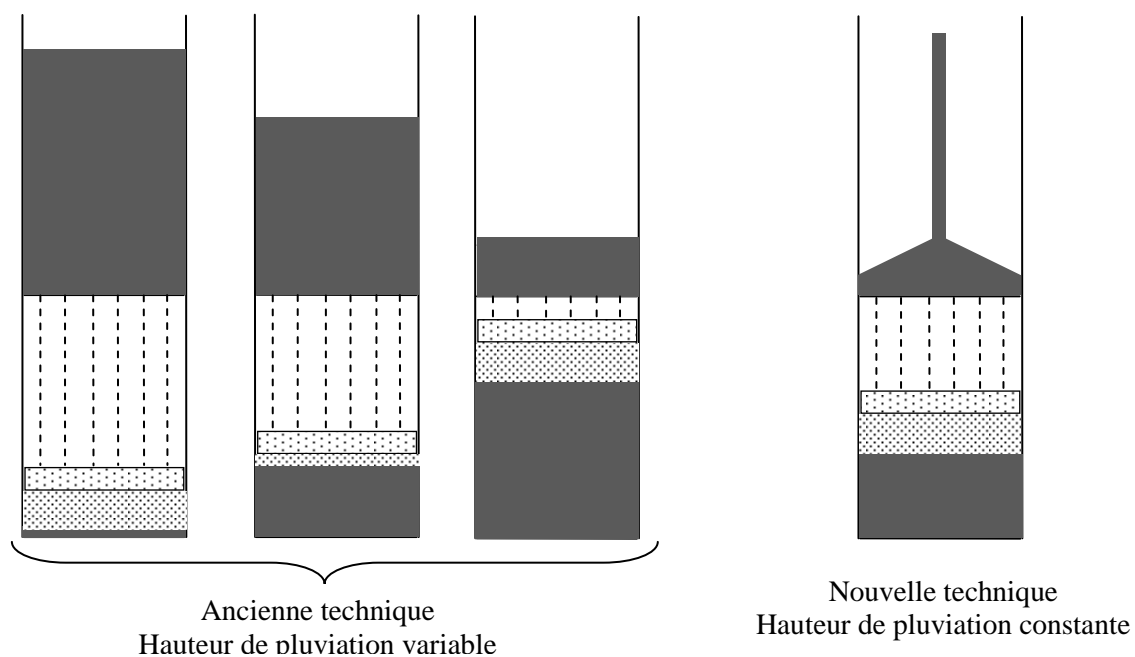 Ancienne technique
Hauteur de pluviation variable
Nouvelle technique
Hauteur de pluviation constante